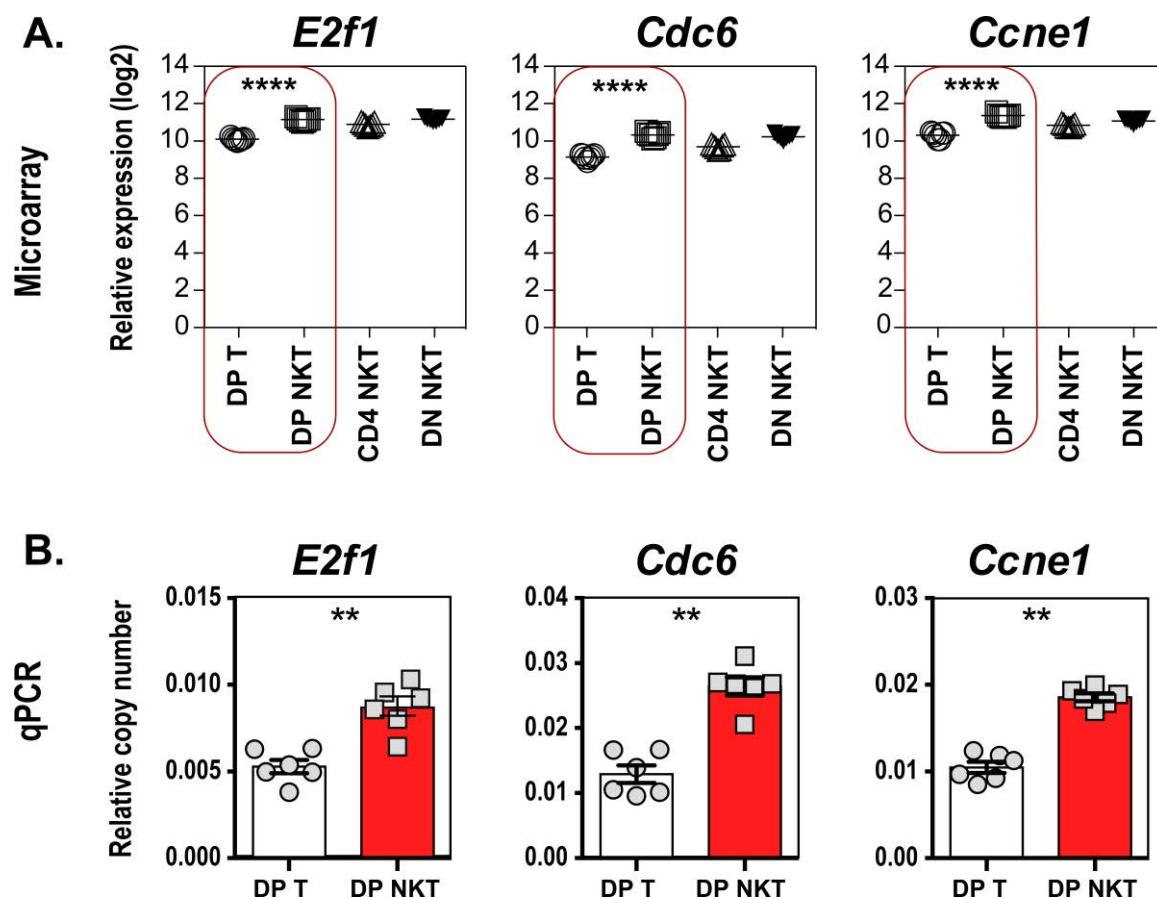 A.
E2f1 Cdc6 Ccne1
Microarray
Relative expression (log2)
14 14 14
**** **** ****
12 12 12
10 10 10
8 8 8
6 6 6
4 4 4
2 2 2
0 0 0
DP T DP NKT CD4 NKT DN NKT DP T DP NKT CD4 NKT DN NKT DP T DP NKT CD4 NKT DN NKT
B.
E2f1 Cdc6 Ccne1
qPCR
Relative copy number
0.015 0.04 0.03
** ** **
0.03
0.010 0.02
0.02
0.005 0.01
0.01
0.000 0.00 0.00
DP T DP NKT DP T DP NKT DP T DP NKT